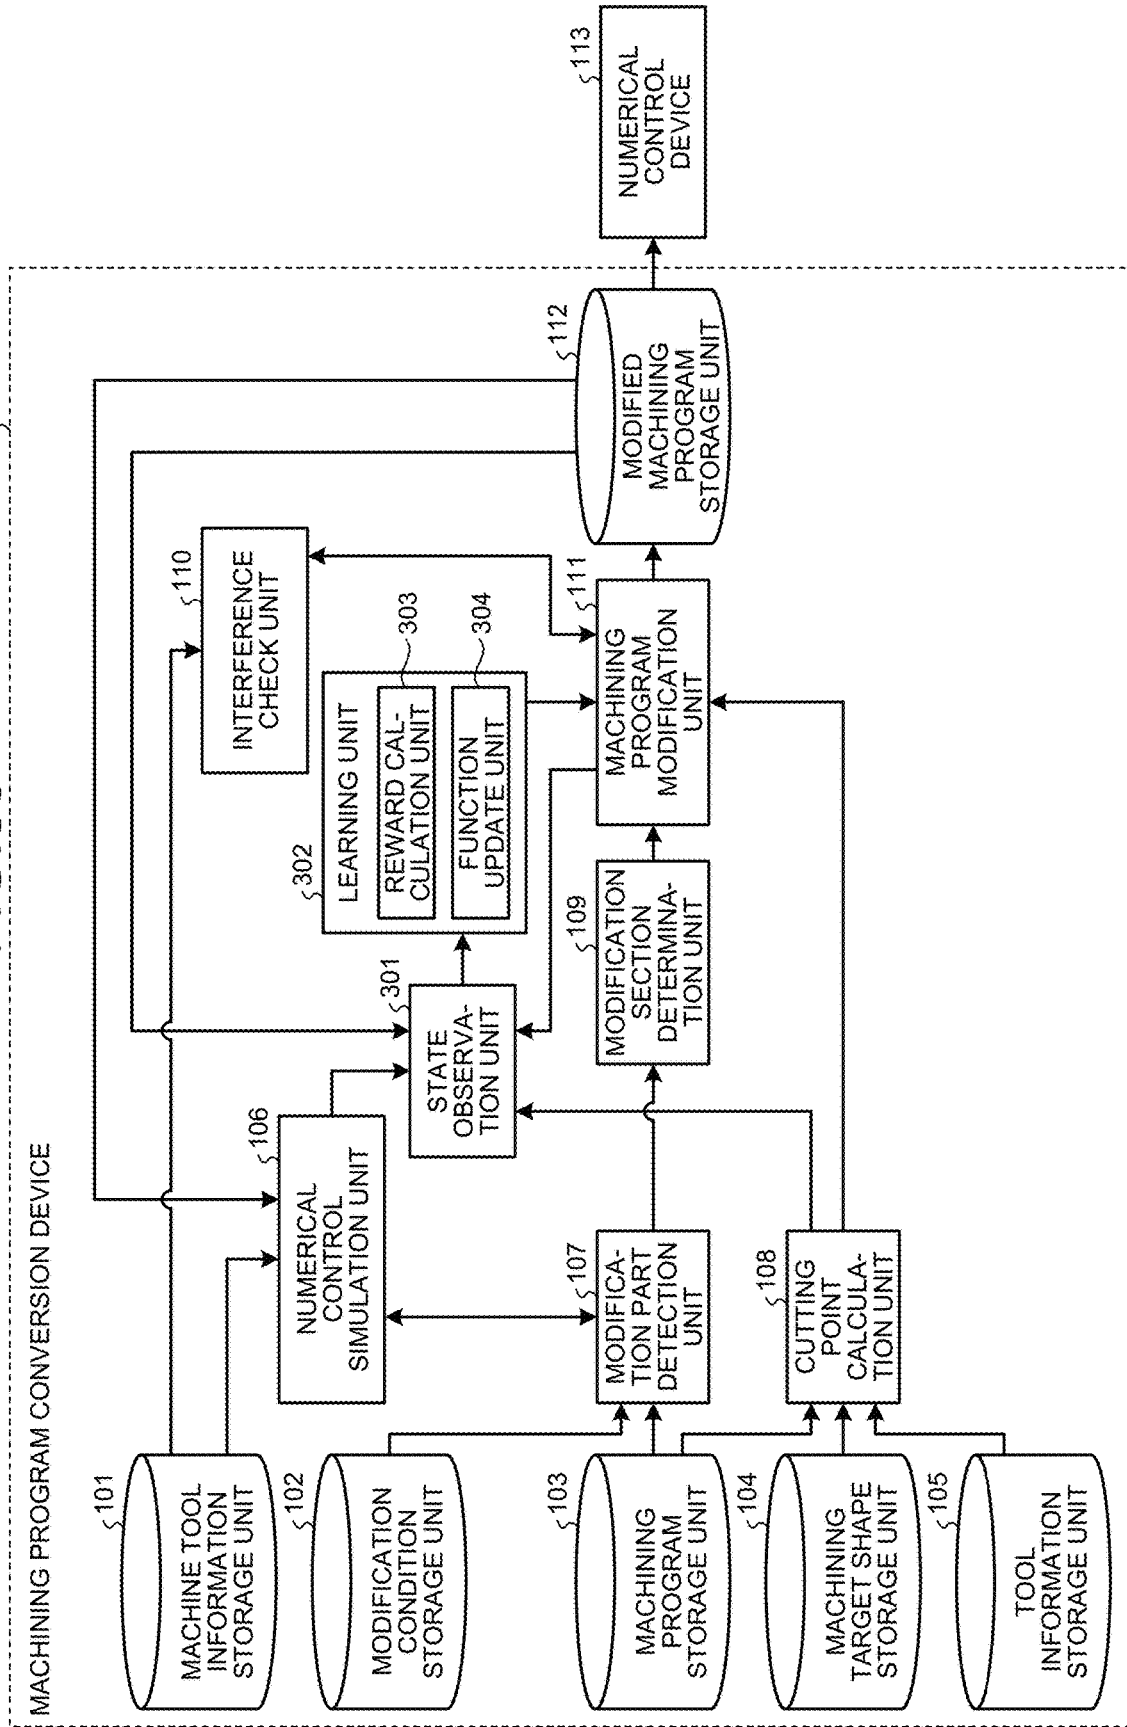 MACHINING PROGRAM CONVERSION DEVICE
101
MACHINE TOOL
INFORMATION
STORAGE UNIT
102
MODIFICATION
CONDITION
STORAGE UNIT
103
MACHINING
PROGRAM
STORAGE UNIT
104
MACHINING
TARGET SHAPE
STORAGE UNIT
105
TOOL
INFORMATION
STORAGE UNIT
106
NUMERICAL
CONTROL
SIMULATION UNIT
107
MODIFICA-
TION PART
DETECTION
UNIT
108
CUTTING
POINT
CALCULA-
TION UNIT
301
STATE
OBSERVA-
TION UNIT
302
LEARNING UNIT
REWARD CAL-
CULATION UNIT
303
FUNCTION
UPDATE UNIT
304
109
MODIFICATION
SECTION
DETERMINA-
TION UNIT
110
INTERFERENCE
CHECK UNIT
111
MACHINING
PROGRAM
MODIFICATION
UNIT
112
MODIFIED
MACHINING
PROGRAM
STORAGE UNIT
113
NUMERICAL
CONTROL
DEVICE